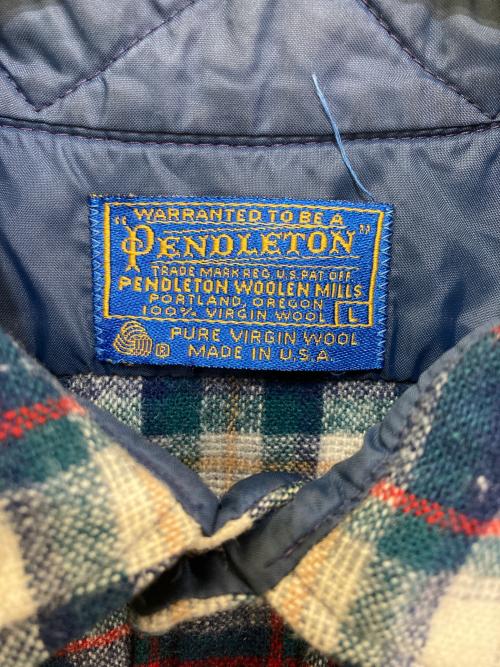 "WARRANTED TO BE A
PENDLETON"
TRADE MARK REG. U.S. PAT. OFF.
PENDLETON WOOLEN MILLS
PORTLAND, OREGON
100% VIRGIN WOOL L
® PURE VIRGIN WOOL
MADE IN U.S.A.